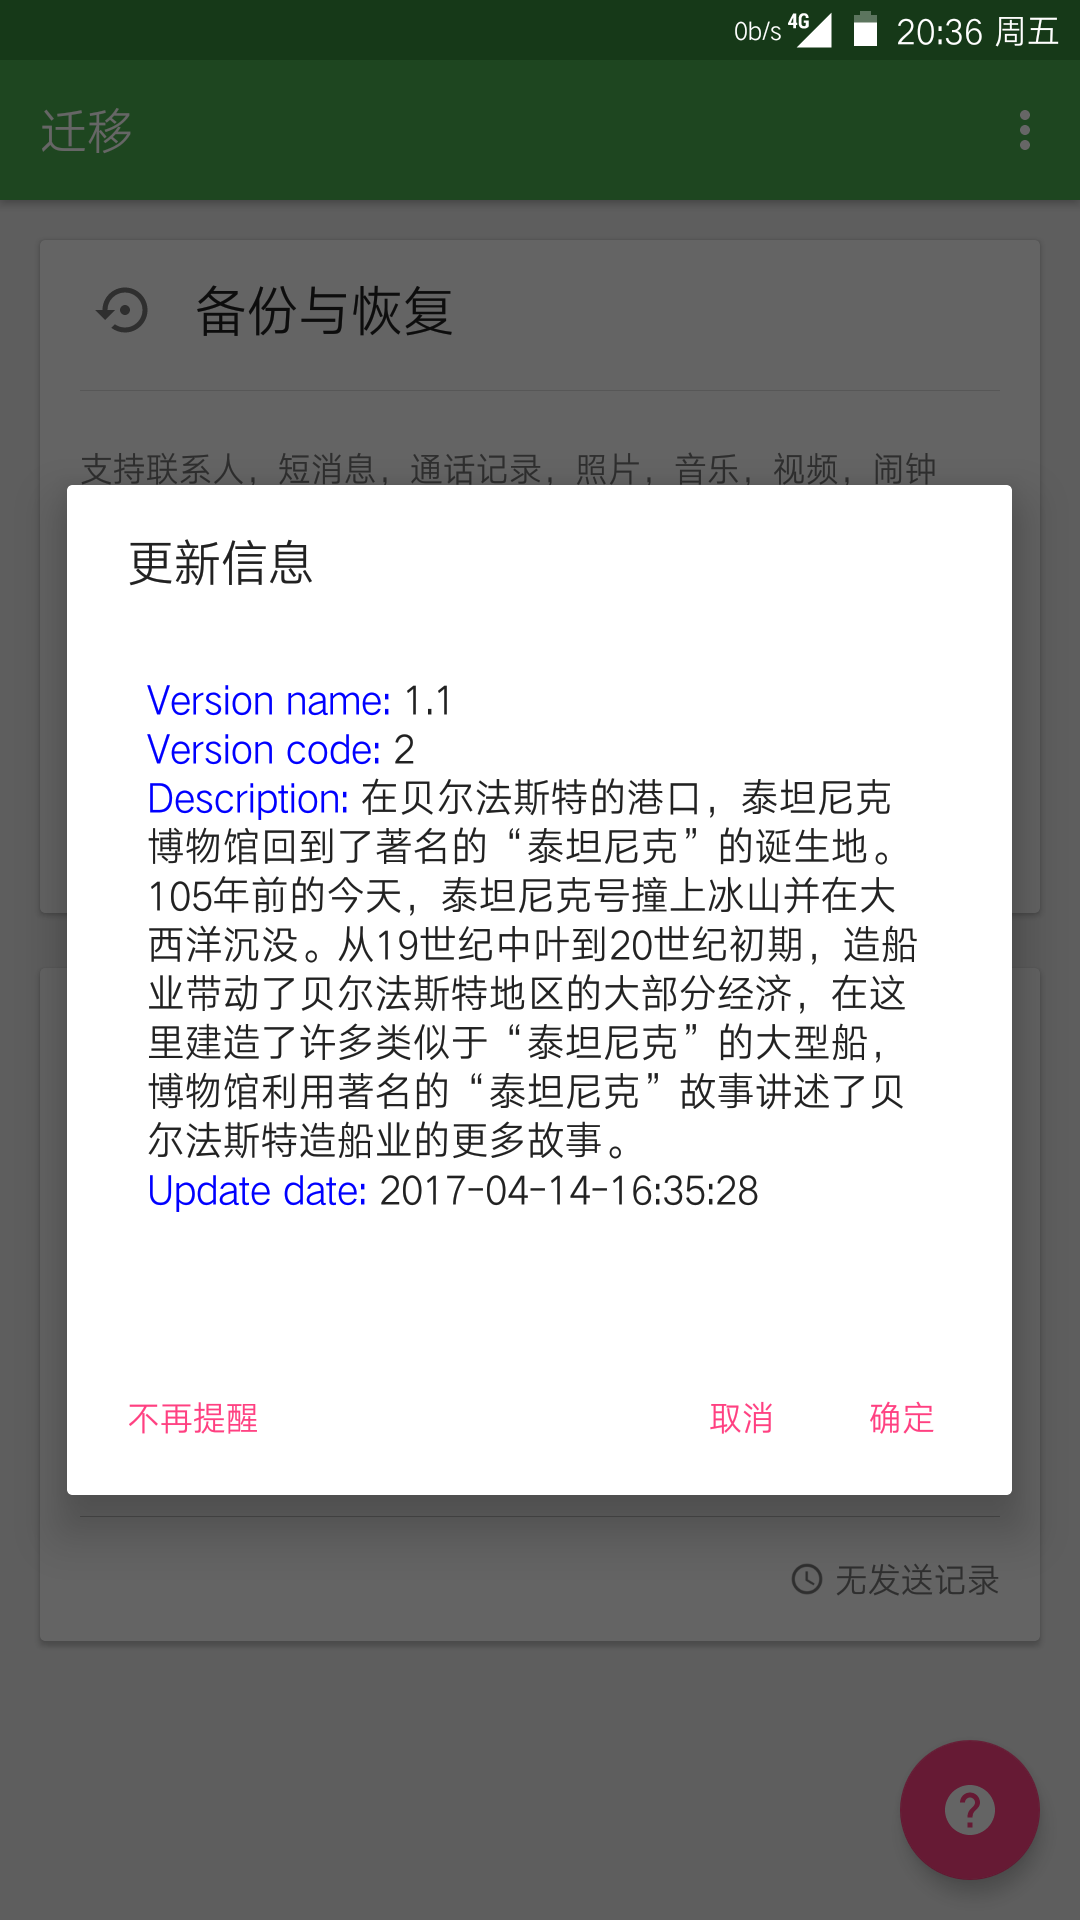 0b/s 4G 20:36 周五
迁移
备份与恢复
支持联系人，短消息，通话记录，照片，音乐，视频，闹钟
更新信息
Version name: 1.1
Version code: 2
Description: 在贝尔法斯特的港口，泰坦尼克
博物馆回到了著名的“泰坦尼克”的诞生地。
105年前的今天，泰坦尼克号撞上冰山并在大
西洋沉没。从19世纪中叶到20世纪初期，造船
业带动了贝尔法斯特地区的大部分经济，在这
里建造了许多类似于“泰坦尼克”的大型船，
博物馆利用著名的“泰坦尼克”故事讲述了贝
尔法斯特造船业的更多故事。
Update date: 2017-04-14-16:35:28
不再提醒 取消 确定
无发送记录